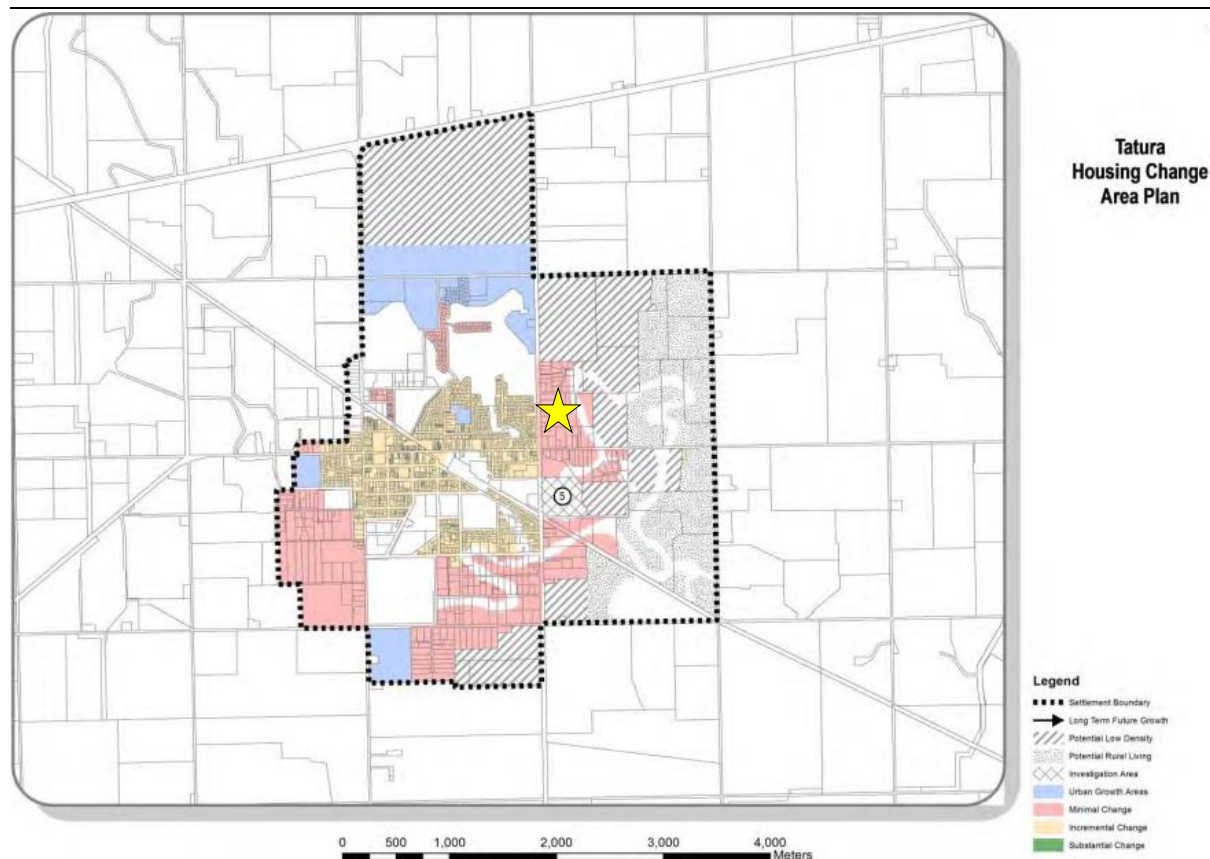 Tatura
Housing Change
Area Plan
5
Legend
Settlement Boundary
Long Term Future Growth
Potential Low Density
Potential Rural Living
Investigation Area
Urban Growth Areas
Minimal Change
Incremental Change
Substantial Change
0 500 1,000 2,000 3,000 4,000
Meters